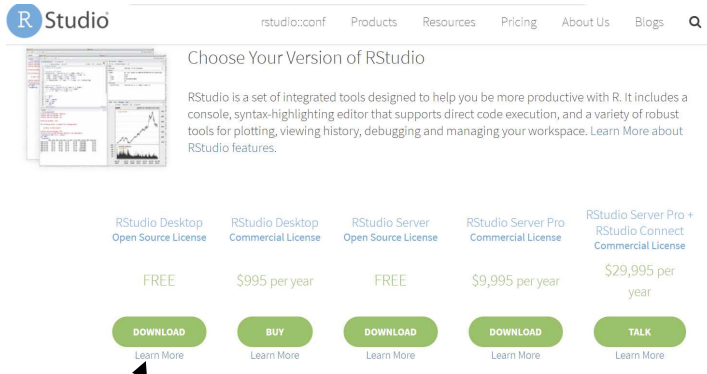 R Studio
rstudio::conf Products Resources Pricing About Us Blogs
Choose Your Version of RStudio
RStudio is a set of integrated tools designed to help you be more productive with R. It includes a
console, syntax-highlighting editor that supports direct code execution, and a variety of robust
tools for plotting, viewing history, debugging and managing your workspace. Learn More about
RStudio features.
RStudio Desktop
Open Source License
FREE
DOWNLOAD
Learn More
RStudio Desktop
Commercial License
$995 per year
BUY
Learn More
RStudio Server
Open Source License
FREE
DOWNLOAD
Learn More
RStudio Server Pro
Commercial License
$9,995 per year
DOWNLOAD
Learn More
RStudio Server Pro +
RStudio Connect
Commercial License
$29,995 per
year
TALK
Learn More